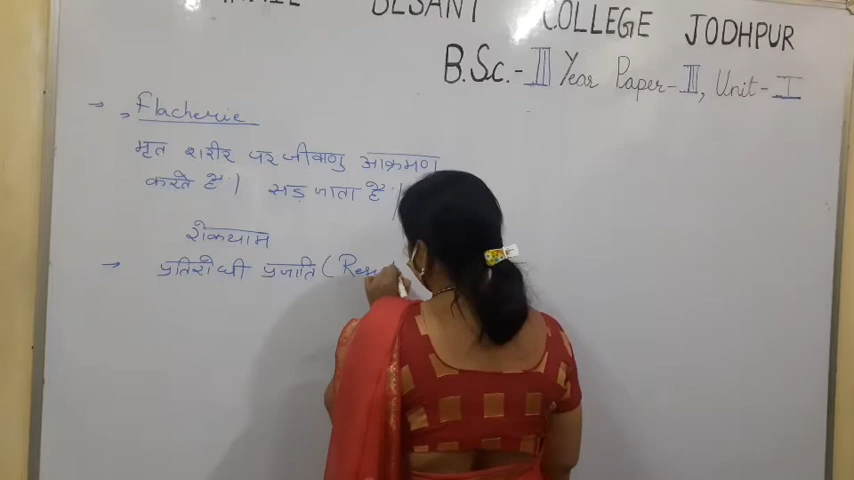 BESANT COLLEGE JODHPUR
B.Sc.-III Year Paper-III, Unit-I
→ , Flacherie
मृत शरीर पर जीवाणु आक्रमण
करते हैं। सड़ जाता है।
रोकथाम
→ प्रतिरोधी प्रजाति (Res